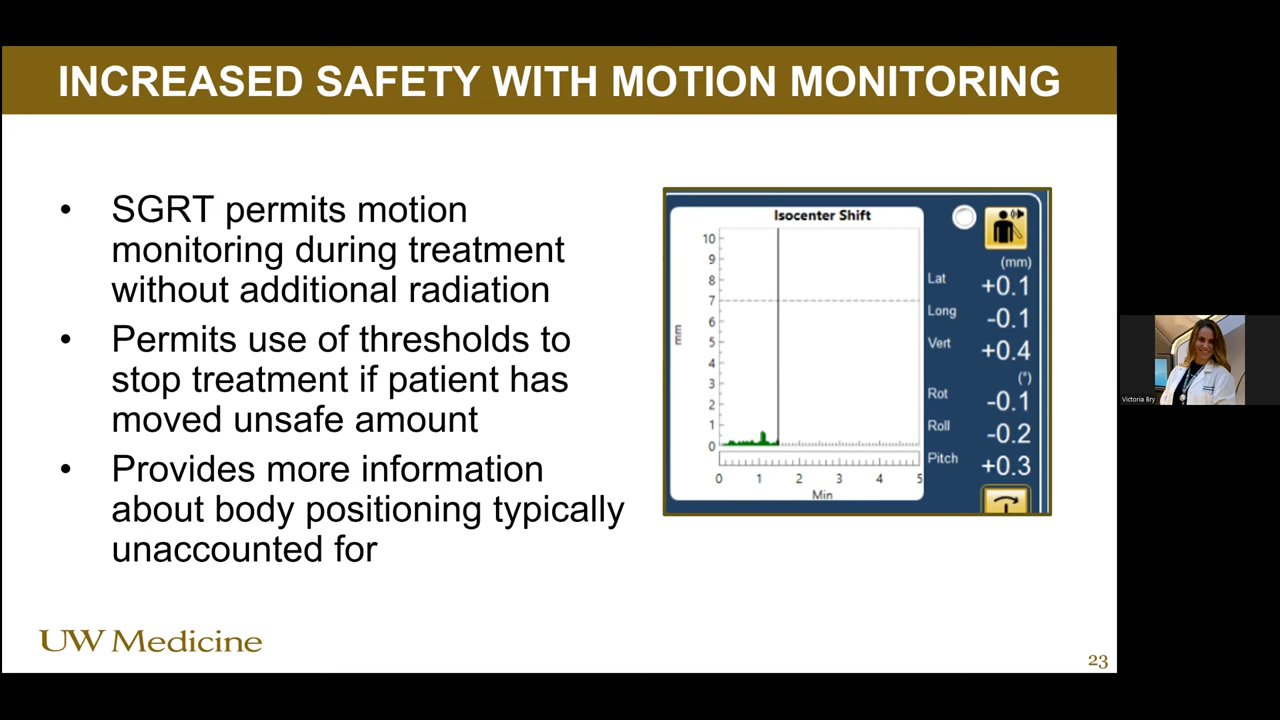 INCREASED SAFETY WITH MOTION MONITORING
• SGRT permits motion
monitoring during treatment
without additional radiation
• Permits use of thresholds to
stop treatment if patient has
moved unsafe amount
• Provides more information
about body positioning typically
unaccounted for
Isocenter Shift
10
9
8
7
6
5
4
3
2
1
0
mm
0 1 2 3 4 5
Min
(mm)
Lat +0.1
Long -0.1
Vert +0.4
(°)
Rot -0.1
Roll -0.2
Pitch +0.3
Victoria Bry
UW Medicine
23